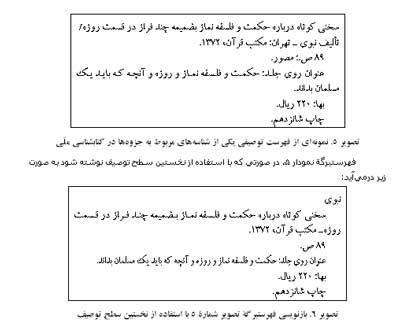 سخنی کوتاه درباره حکمت و فلسفه نماز بضمیمه چند فراز در قسمت روزه/
تألیف نبوی ـ تهران: مکتب قرآن، ۱۳۷۲.
۸۹ ص.: مصور.
عنوان روی جلد: حکمت و فلسفه نماز و روزه و آنچه که باید یک
مسلمان بداند.
بها: ۲۲۰ ریال.
چاپ شانزدهم.
تصویر ۵. نمونه‌ای از فهرست توصیفی یکی از شناسه‌های مربوط به جزوه‌ها در کتابشناسی ملّی
فهرستبرگهٔ نمودار ۵، در صورتی که با استفاده از نخستین سطح توصیف نوشته شود به صورت
زیر درمی‌آید:
نبوی
سخنی کوتاه درباره حکمت و فلسفه نماز بضمیمه چند فراز در قسمت
روزه ـ مکتب قرآن، ۱۳۷۲.
۸۹ ص.
عنوان روی جلد: حکمت و فلسفه نماز و روزه و آنچه که باید یک مسلمان بداند
بها: ۲۲۰ ریال.
چاپ شانزدهم.
تصویر ۶. بازنویسی فهرستبرگهٔ تصویر شمارهٔ ۵ با استفاده از نخستین سطح توصیف